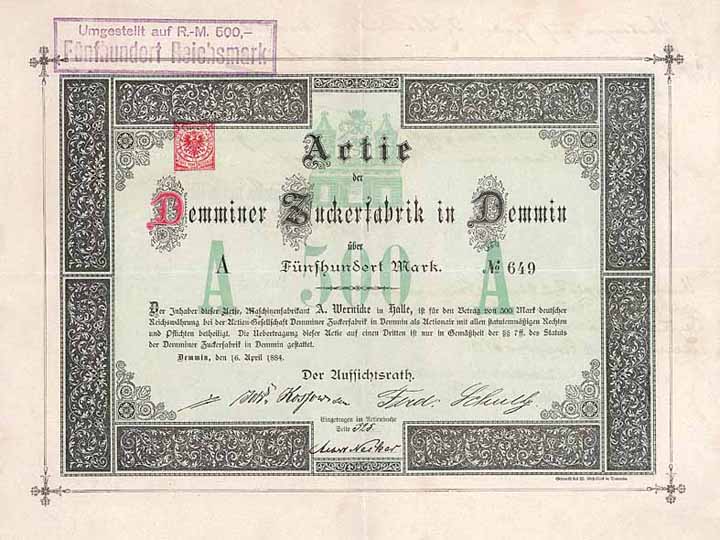 Umgestellt auf R.-M. 500,–
Fünfhundert Reichsmark
Actie
der
Demminer Zuckerfabrik in Demmin
über
A Fünfhundert Mark. No 649
A 500 A
Der Inhaber dieser Actie, Maschinenfabrikant A. Wernicke in Halle, ist für den Betrag von 500 Mark deutscher
Reichswährung bei der Actien-Gesellschaft Demminer Zuckerfabrik in Demmin als Actionair mit allen statutenmäßigen Rechten
und Pflichten betheiligt. Die Uebertragung dieser Actie auf einen Dritten ist nur in Gemäßheit der §§ 7ff. des Statuts
der Demminer Zuckerfabrik in Demmin gestattet.
Demmin, den 16. April 1884.
Der Aufsichtsrath.
Ferd. Schultz
Eingetragen im Actienbuche
Seite 325